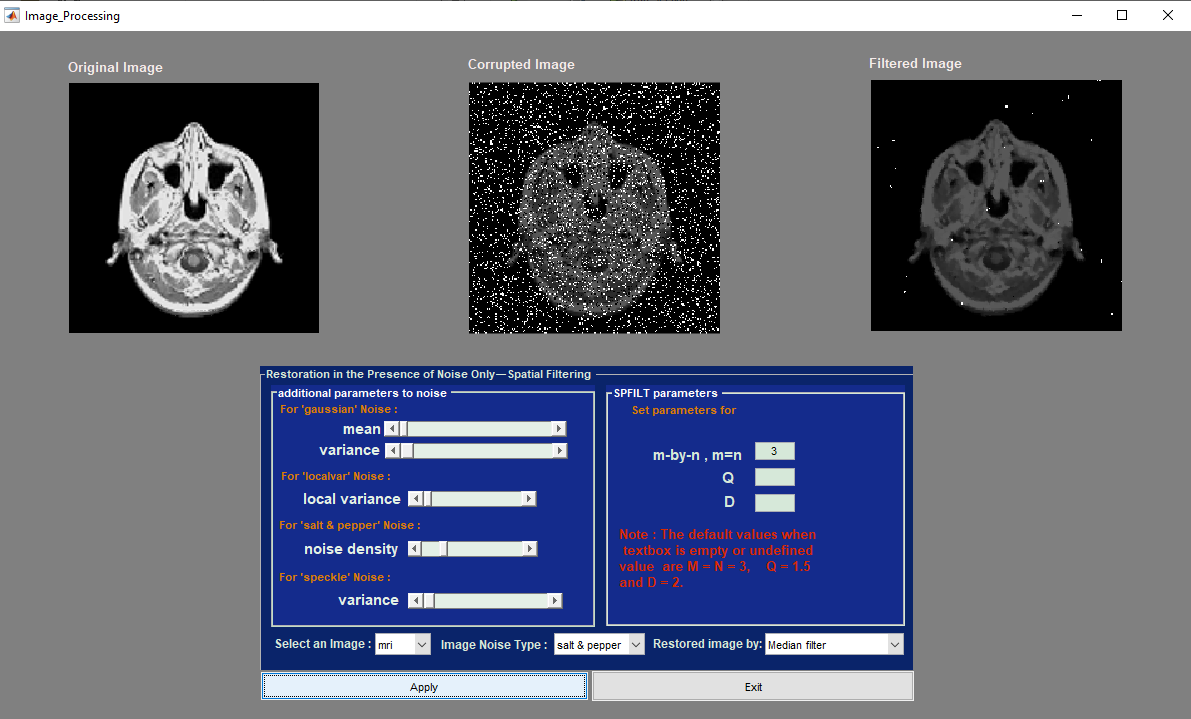 Image_Processing
Original Image
Corrupted Image
Filtered Image
Restoration in the Presence of Noise Only—Spatial Filtering
additional parameters to noise
For 'gaussian' Noise :
mean
variance
For 'localvar' Noise :
local variance
For 'salt & pepper' Noise :
noise density
For 'speckle' Noise :
variance
SPFILT parameters
Set parameters for
m-by-n , m=n 3
Q
D
Note : The default values when
textbox is empty or undefined
value are M = N = 3, Q = 1.5
and D = 2.
Select an Image : mri Image Noise Type : salt & pepper Restored image by: Median filter
Apply Exit